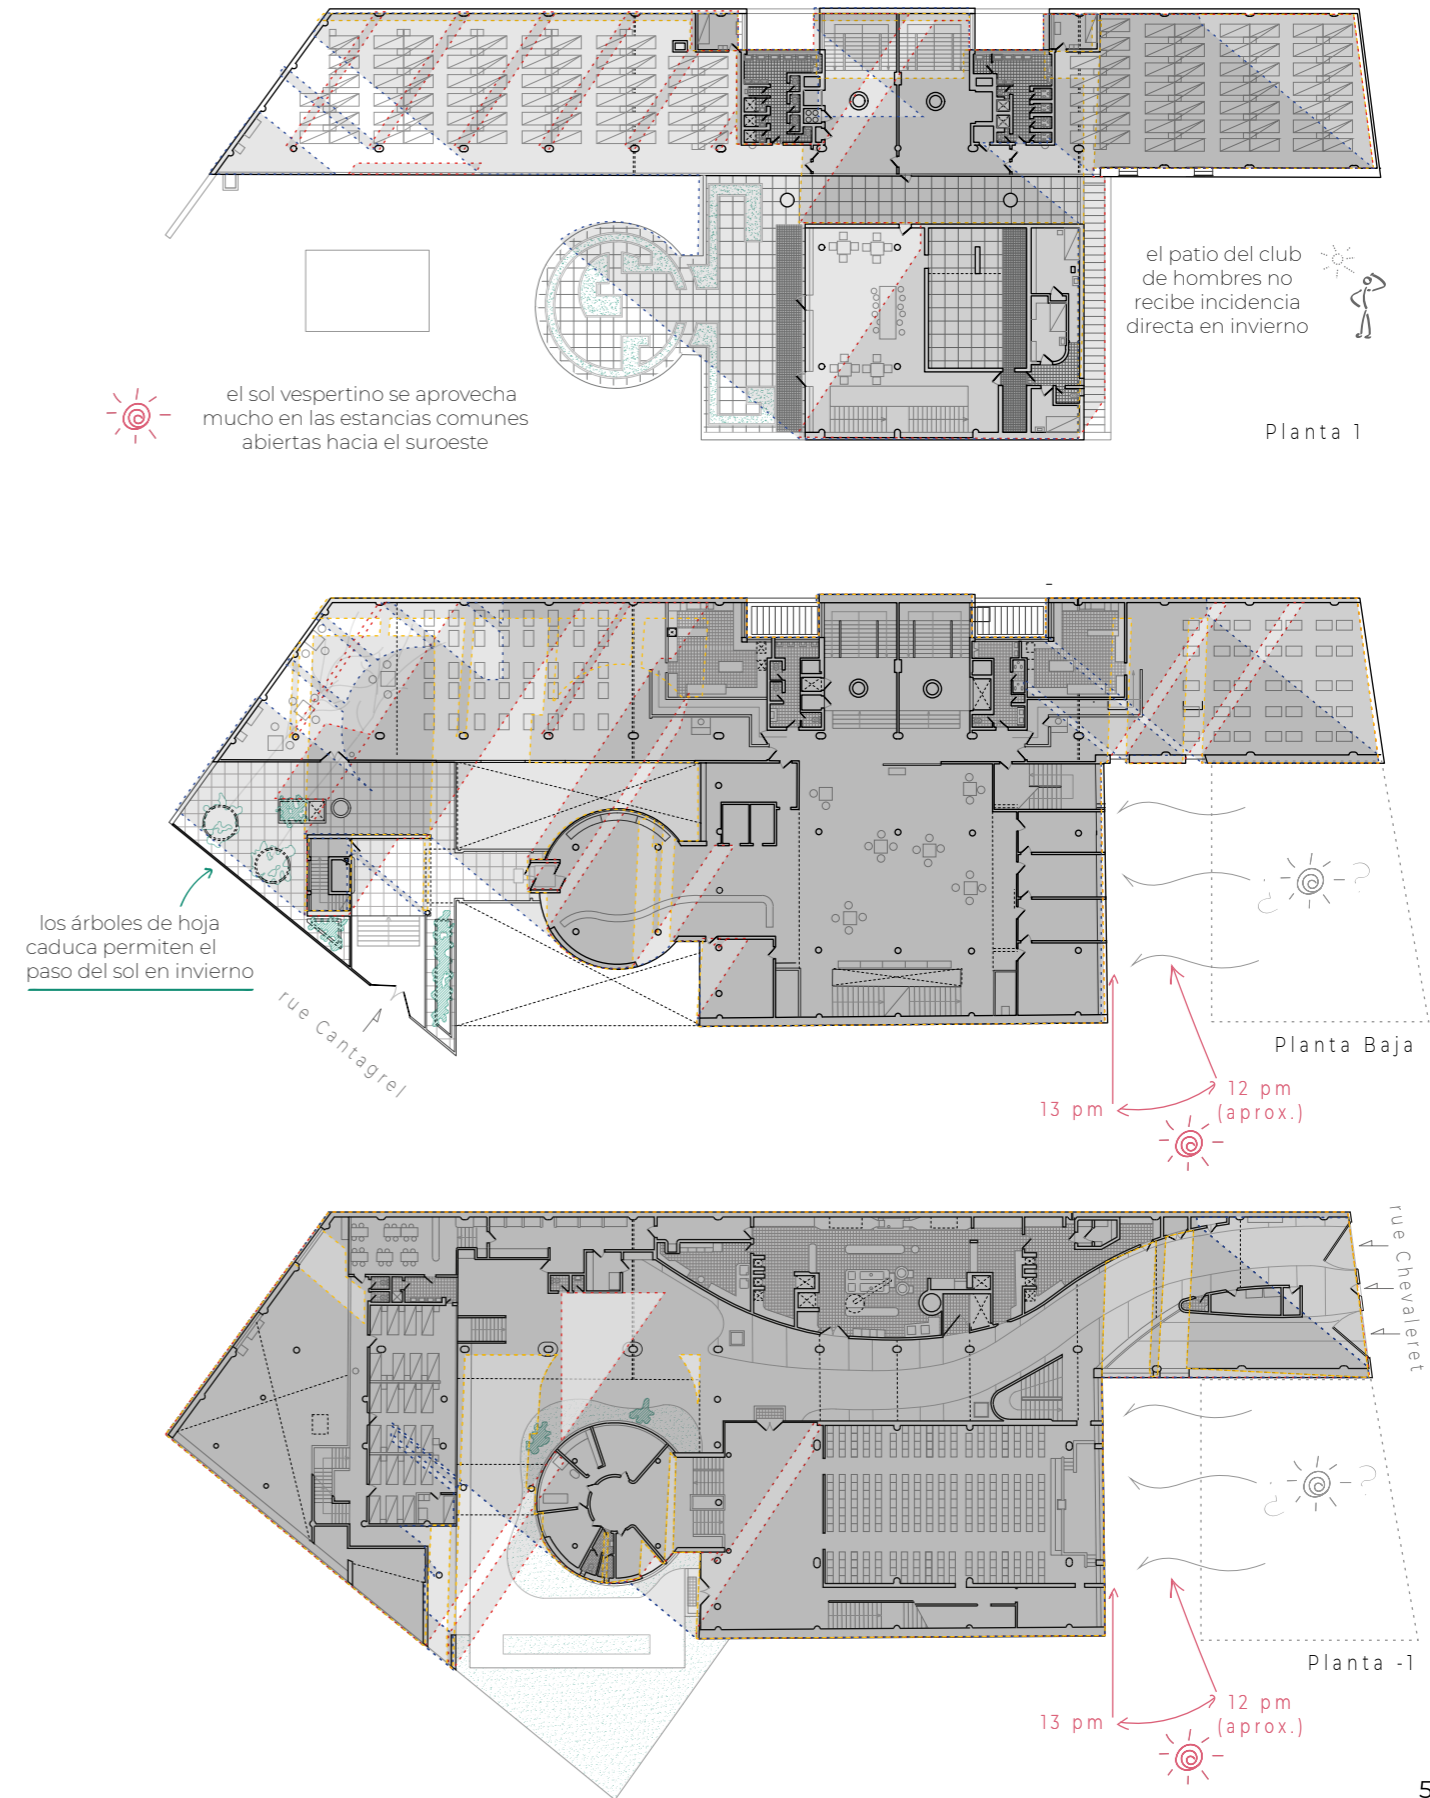 el patio del club
de hombres no
recibe incidencia
directa en invierno
el sol vespertino se aprovecha
mucho en las estancias comunes
abiertas hacia el suroeste
Planta 1
los árboles de hoja
caduca permiten el
paso del sol en invierno
rue Cantagrel
Planta Baja
12 pm
(aprox.)
13 pm
rue Chevaleret
Planta -1
12 pm
(aprox.)
13 pm
5